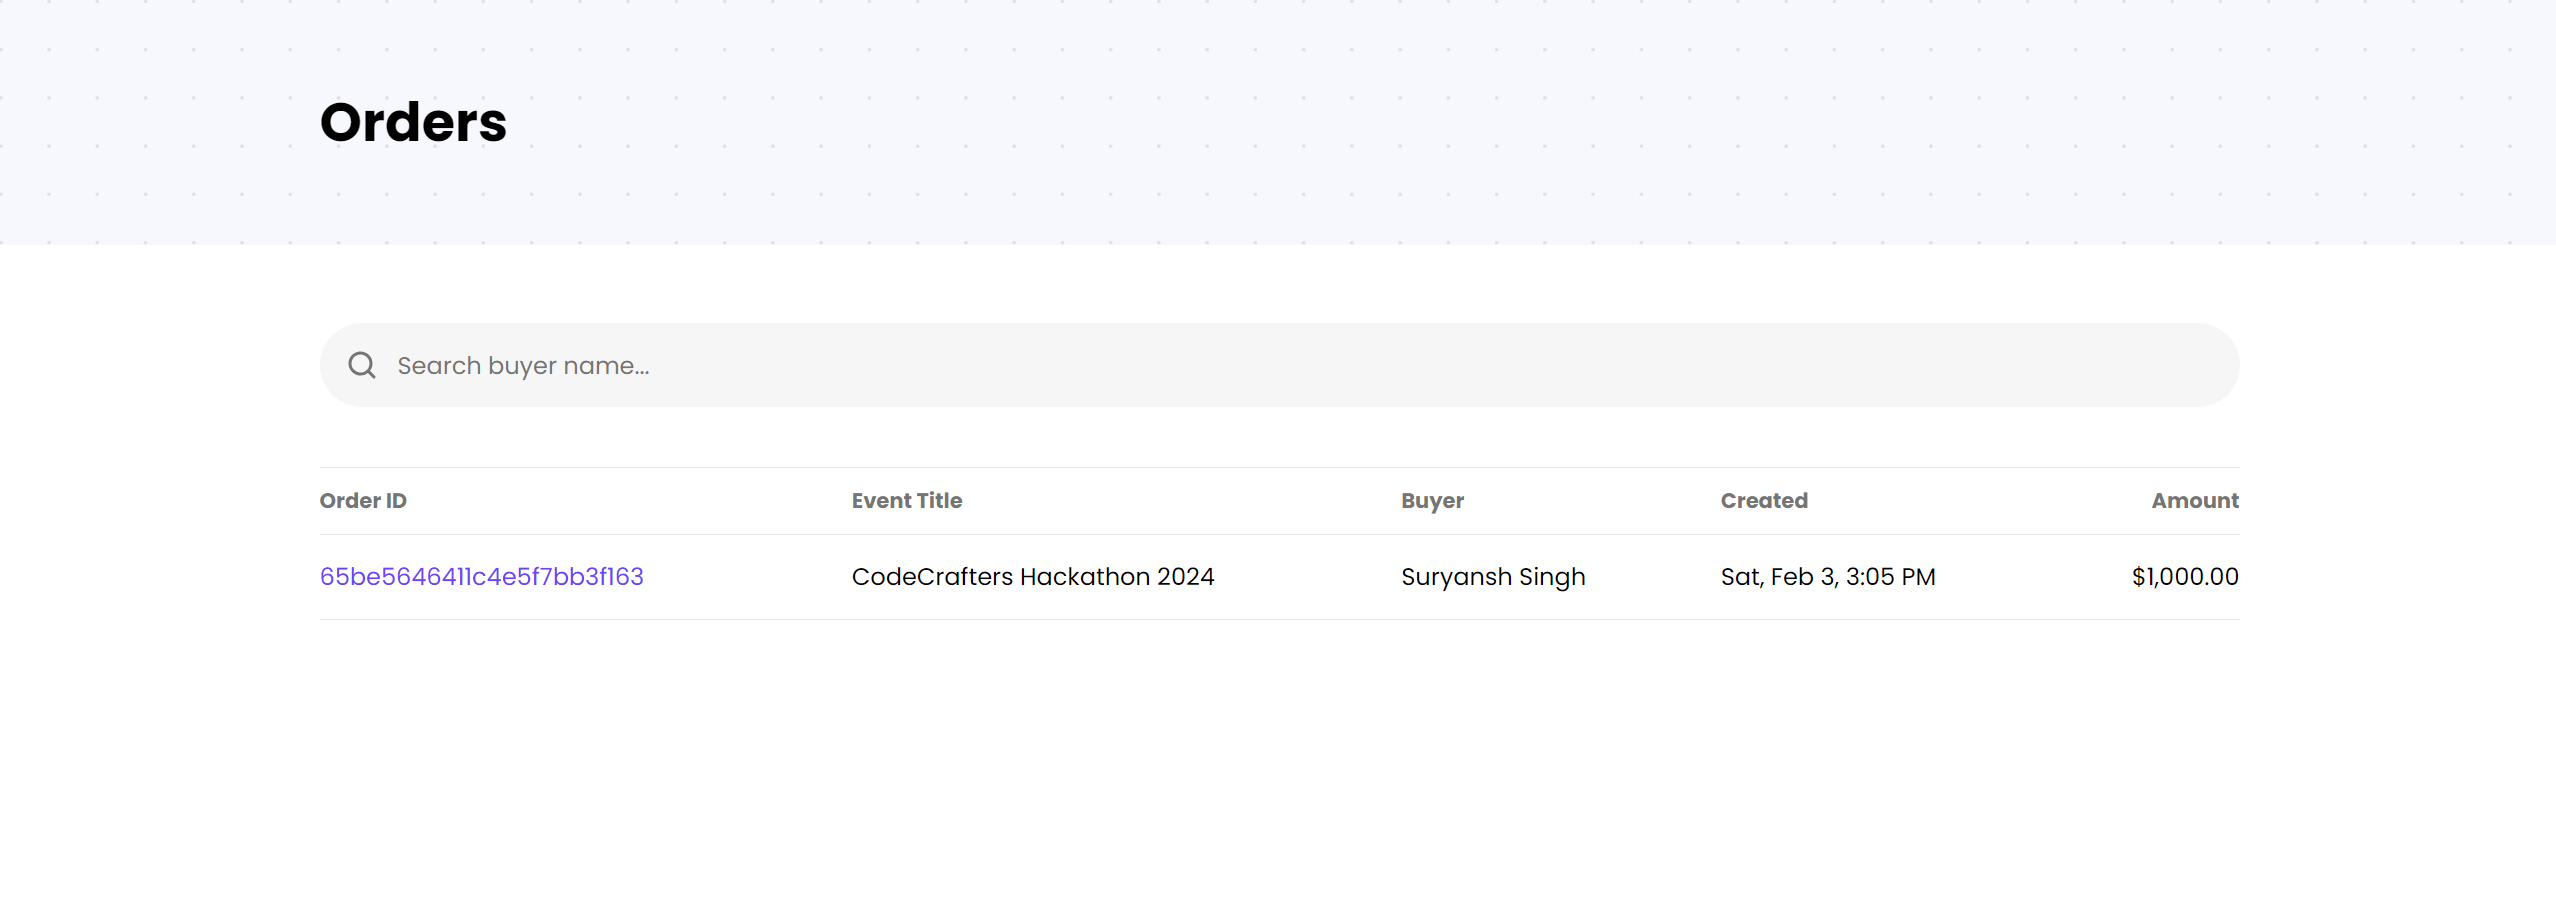 Orders
Search buyer name...
Order ID Event Title Buyer Created Amount
65be5646411c4e5f7bb3f163 CodeCrafters Hackathon 2024 Suryansh Singh Sat, Feb 3, 3:05 PM $1,000.00